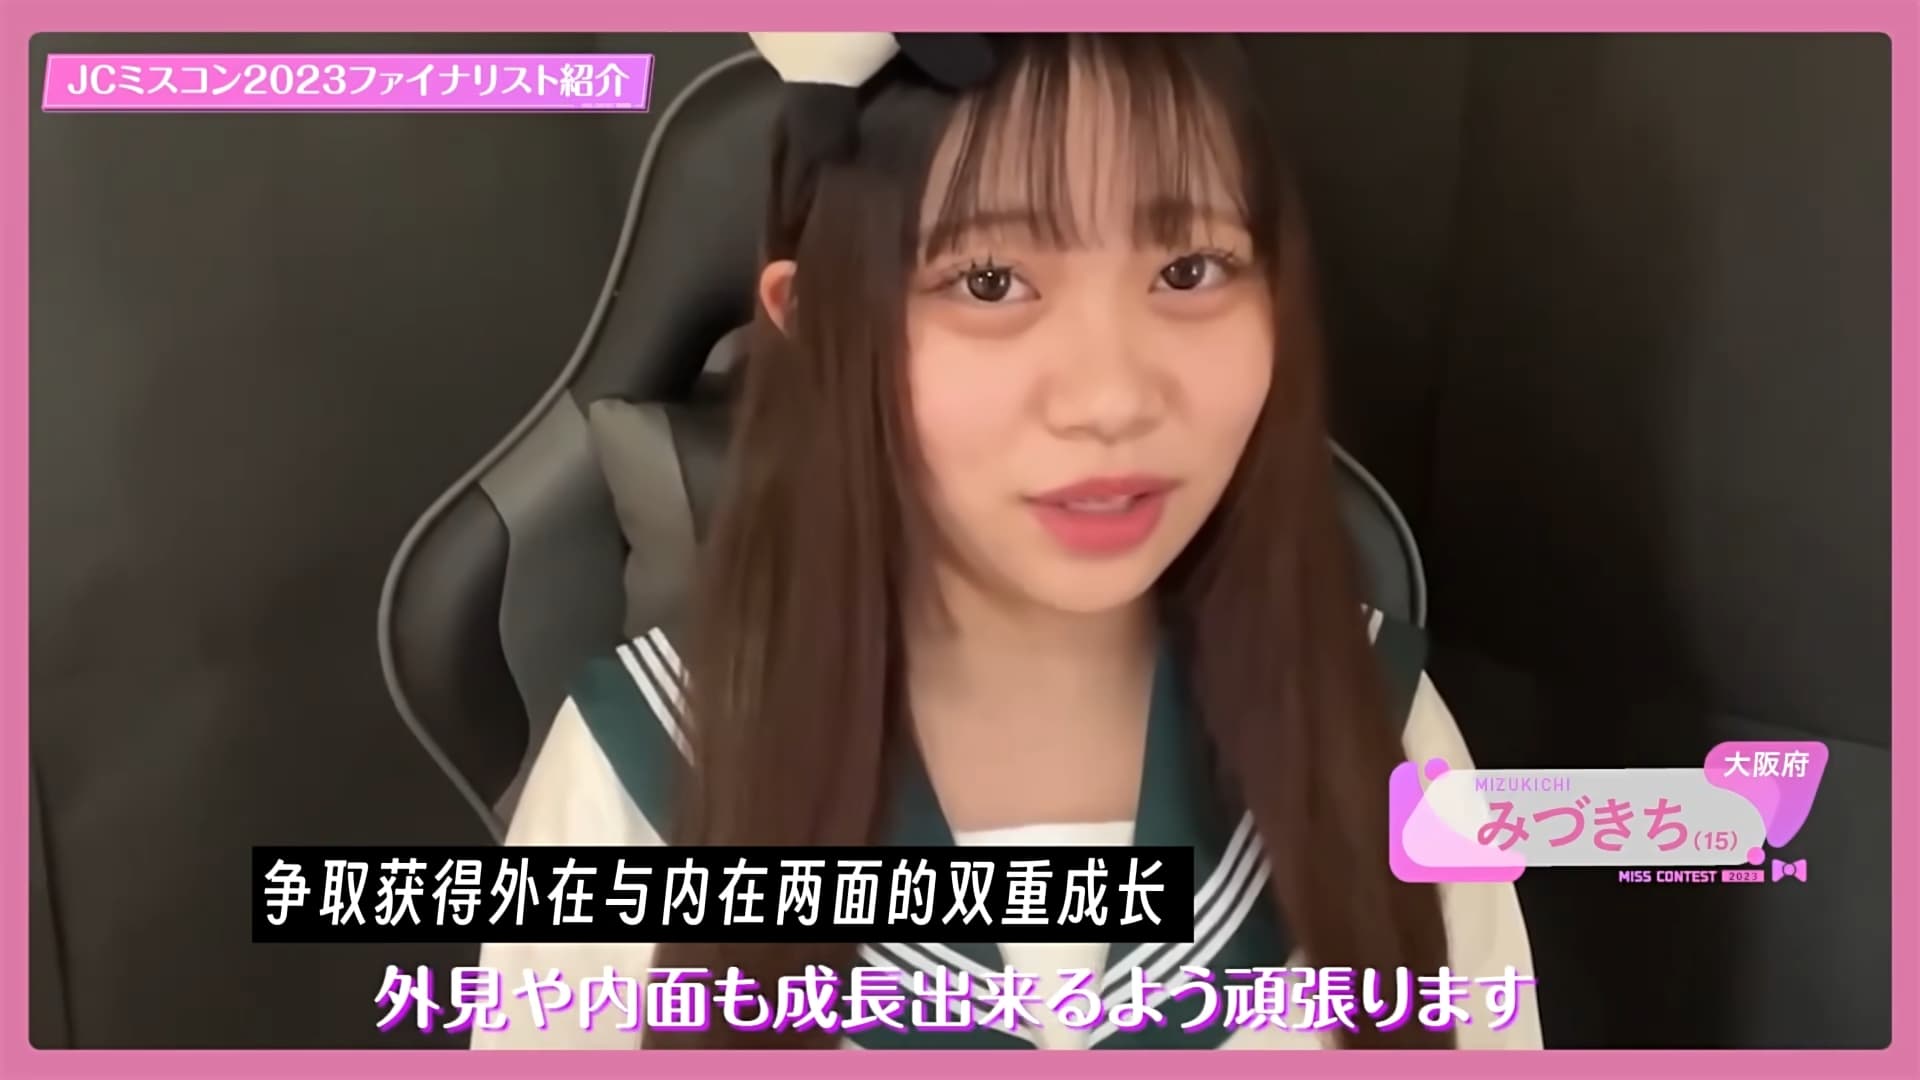 JCミスコン2023ファイナリスト紹介
大阪府
MIZUKICHI
みづきち(15)
MISS CONTEST 2023
争取获得外在与内在两面的双重成长
外見や内面も成長出来るよう頑張ります